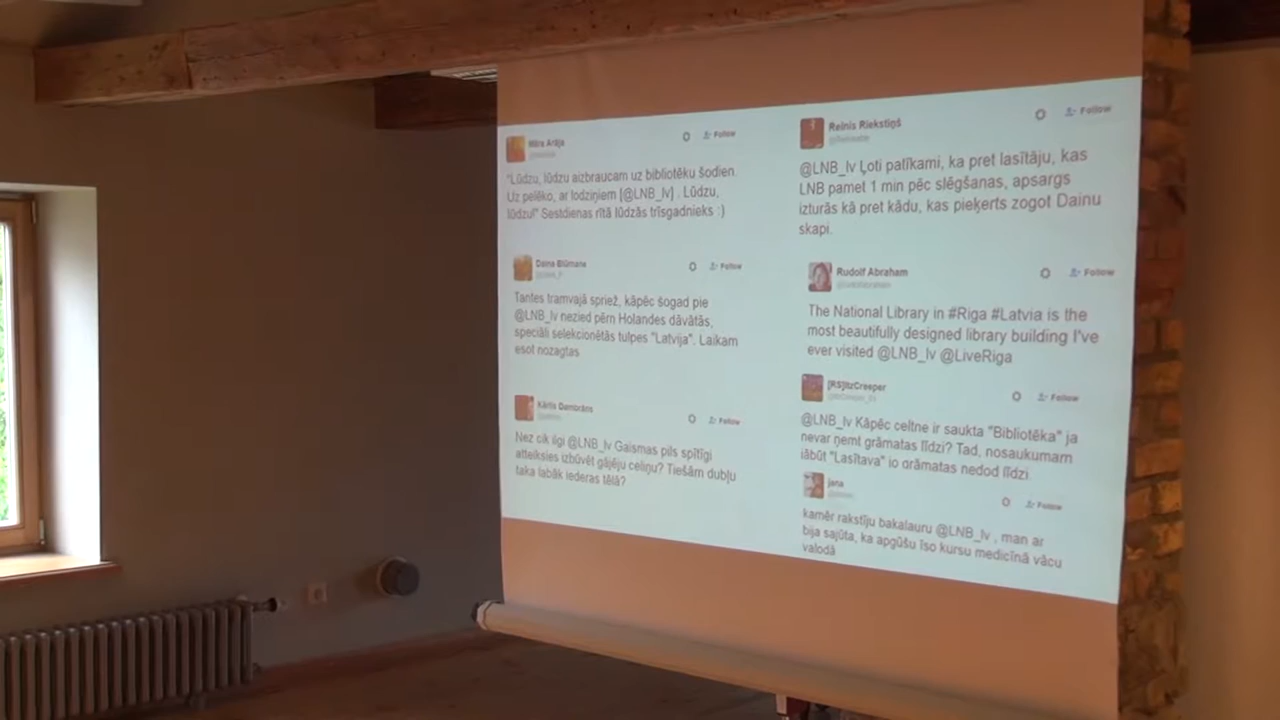 Follow
"Lūdzu, lūdzu aizbraucam uz bibliotēku šodien.
Uz pelēko, ar lodziņiem [@LNB_lv] . Lūdzu,
lūdzu!" Sestdienas rītā lūdzās trīsgadnieks :)
Daina Blūmane
Follow
Tantes tramvajā spriež, kāpēc šogad pie
@LNB_lv nezied pērn Holandes dāvātās,
speciāli selekcionētās tulpes "Latvija". Laikam
esot nozagtas
Kārlis
Follow
Nez cik ilgi @LNB_lv Gaismas pils spītīgi
atteiksies izbūvēt gājēju celiņu? Tiešām dubļu
taka labāk iederas tēlā?
Reinis Riekstiņš
Follow
@LNB_lv Ļoti patīkami, ka pret lasītāju, kas
LNB pamet 1 min pēc slēgšanas, apsargs
izturās kā pret kādu, kas pieķerts zogot Dainu
skapi.
Rudolf Abraham
Follow
The National Library in #Riga #Latvia is the
most beautifully designed library building I've
ever visited @LNB_lv @LiveRiga
Follow
@LNB_lv Kāpēc celtne ir saukta "Bibliotēka" ja
nevar ņemt grāmatas līdzi? Tad, nosaukumam
jābūt "Lasītava" jo grāmatas nedod līdzi.
jana
Follow
kamēr rakstīju bakalauru @LNB_lv , man ar
bija sajūta, ka apgūšu īso kursu medicīnā vācu
valodā